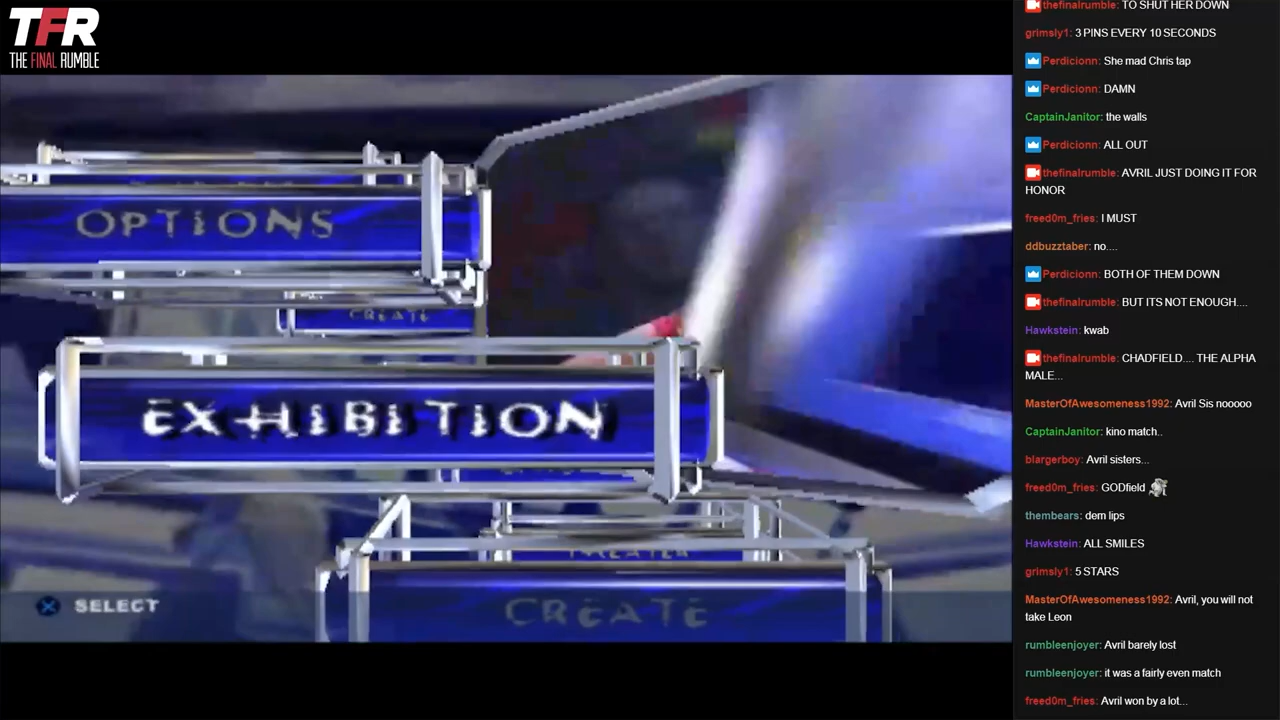 TFR
THE FINAL RUMBLE
OPTIONS
CREATE
EXHIBITION
THEATER
CREATE
SELECT
thefinalrumble: TO SHUT HER DOWN
grimsly1: 3 PINS EVERY 10 SECONDS
Perdicionn: She mad Chris tap
Perdicionn: DAMN
CaptainJanitor: the walls
Perdicionn: ALL OUT
thefinalrumble: AVRIL JUST DOING IT FOR
HONOR
freed0m_fries: I MUST
ddbuzztaber: no....
Perdicionn: BOTH OF THEM DOWN
thefinalrumble: BUT ITS NOT ENOUGH....
Hawkstein: kwab
thefinalrumble: CHADFIELD.... THE ALPHA
MALE...
MasterOfAwesomeness1992: Avril Sis nooooo
CaptainJanitor: kino match..
blargerboy: Avril sisters...
freed0m_fries: GODfield
thembears: dem lips
Hawkstein: ALL SMILES
grimsly1: 5 STARS
MasterOfAwesomeness1992: Avril, you will not
take Leon
rumbleenjoyer: Avril barely lost
rumbleenjoyer: it was a fairly even match
freed0m_fries: Avril won by a lot...